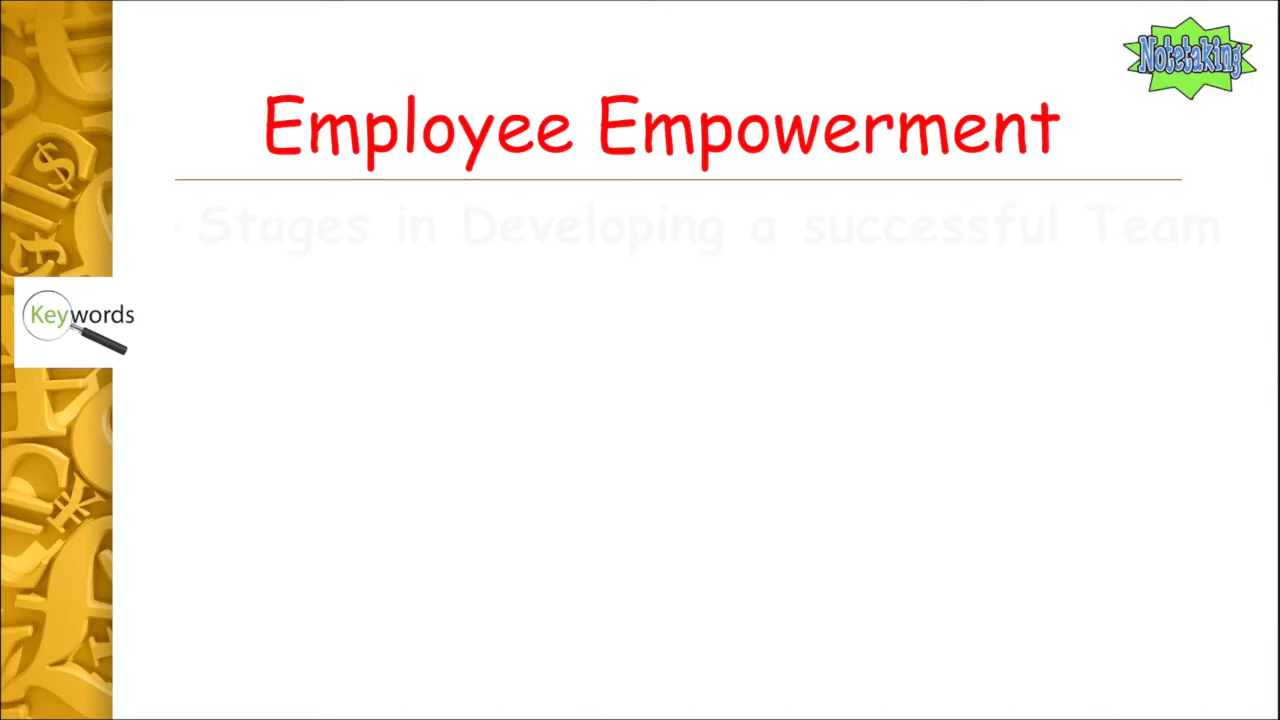 Notetaking
Employee Empowerment
• Stages in Developing a successful Team
Keywords